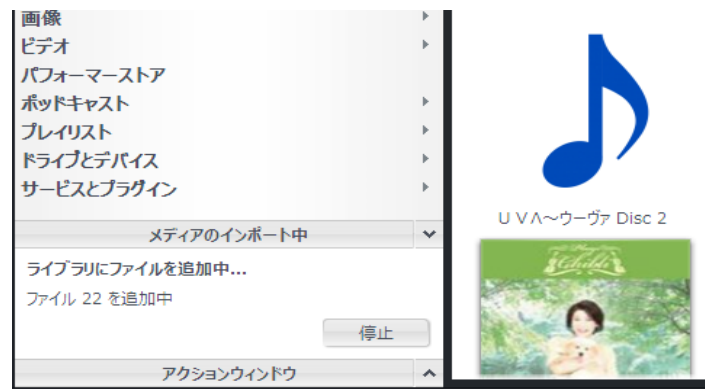 画像
ビデオ
パフォーマーストア
ポッドキャスト
プレイリスト
ドライブとデバイス
サービスとプラグイン
メディアのインポート中
ライブラリにファイルを追加中...
ファイル 22 を追加中
停止
アクションウィンドウ
ＵＶΛ～ウーヴァ Disc 2
Ghibli